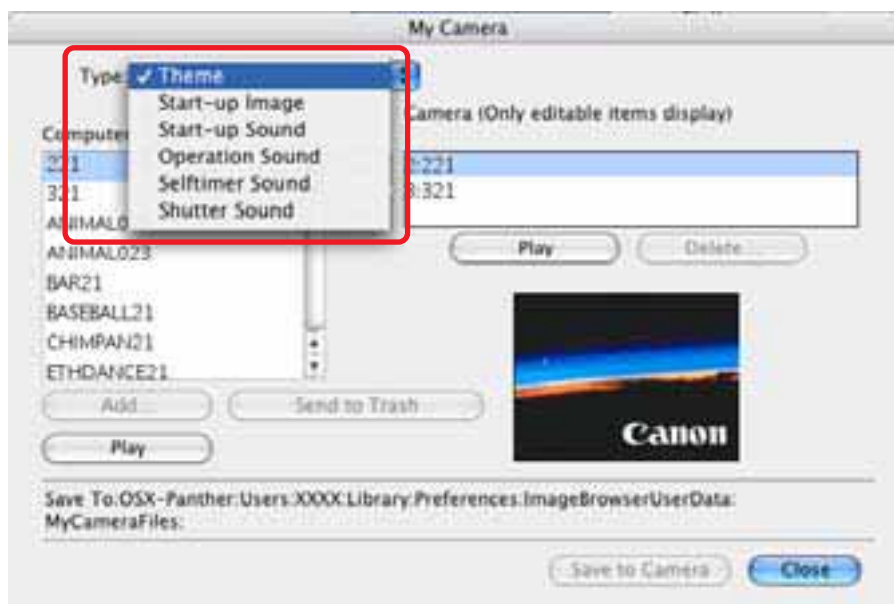 My Camera
Type: ✓ Theme
Start-up Image
Start-up Sound
Operation Sound
Selftimer Sound
Shutter Sound
Camera (Only editable items display)
Computer
221
321
ANIMAL0
ANIMAL023
BAR21
BASEBALL21
CHIMPAN21
ETHDANCE21
:221
:321
Play
Delete...
Add...
Send to Trash
Play
Canon
Save To:OSX-Panther:Users:XXXX:Library:Preferences:ImageBrowserUserData:
MyCameraFiles:
Save to Camera
Close